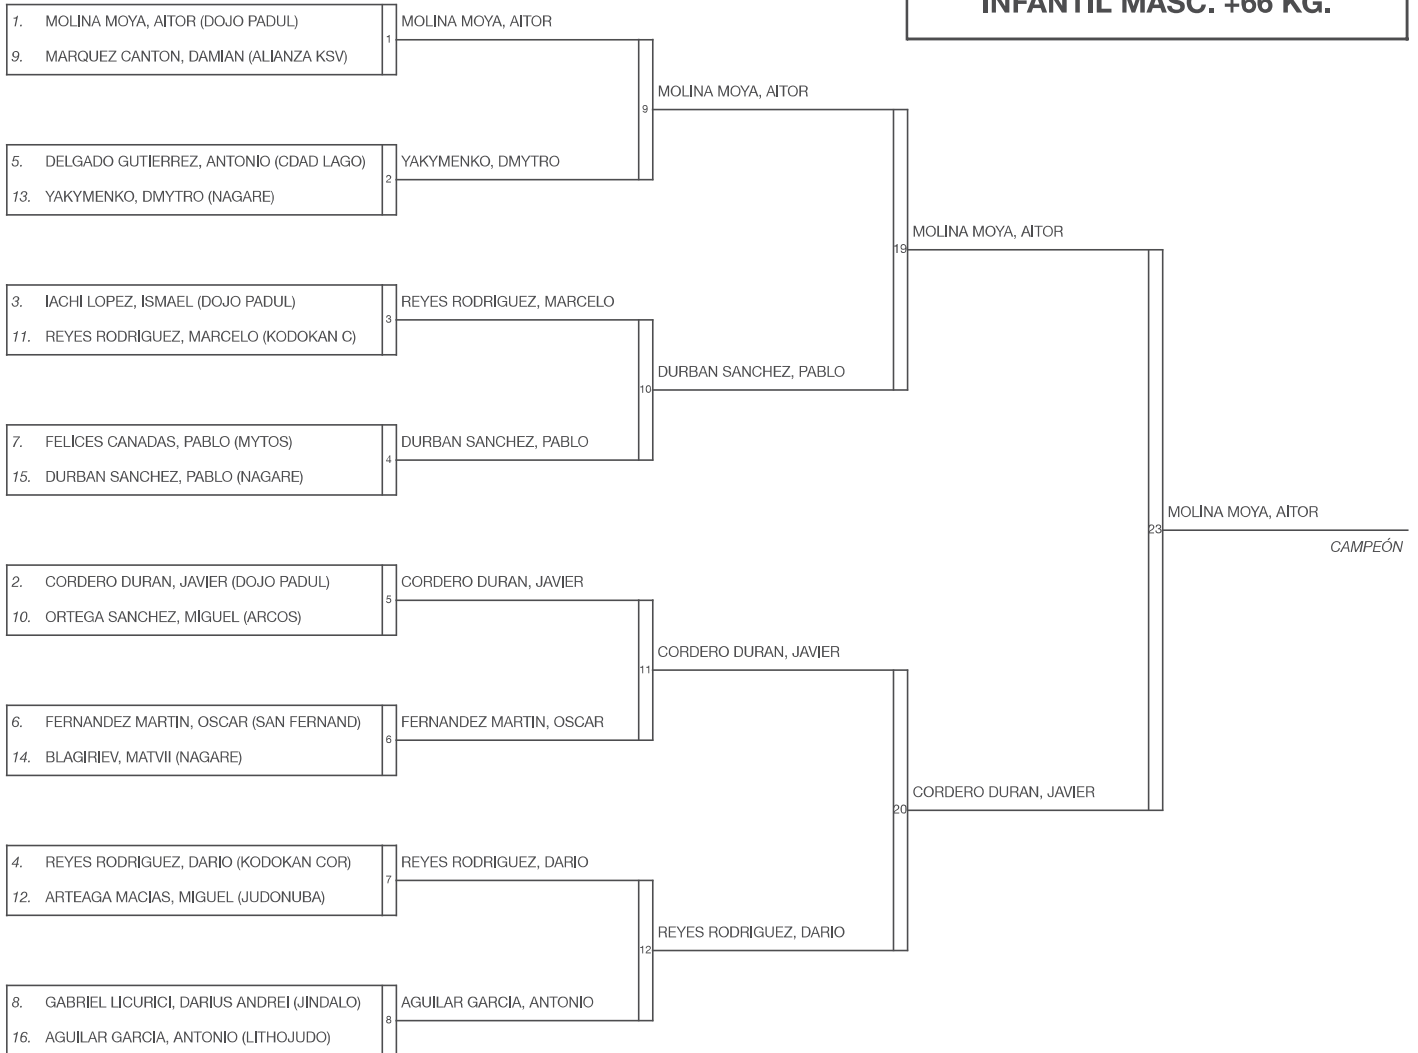 INFANTIL MASC. +66 KG.
1. MOLINA MOYA, AITOR (DOJO PADUL)
9. MARQUEZ CANTON, DAMIAN (ALIANZA KSV)
1
MOLINA MOYA, AITOR
5. DELGADO GUTIERREZ, ANTONIO (CDAD LAGO)
13. YAKYMENKO, DMYTRO (NAGARE)
2
YAKYMENKO, DMYTRO
3. IACHI LOPEZ, ISMAEL (DOJO PADUL)
11. REYES RODRIGUEZ, MARCELO (KODOKAN C)
3
REYES RODRIGUEZ, MARCELO
7. FELICES CANADAS, PABLO (MYTOS)
15. DURBAN SANCHEZ, PABLO (NAGARE)
4
DURBAN SANCHEZ, PABLO
2. CORDERO DURAN, JAVIER (DOJO PADUL)
10. ORTEGA SANCHEZ, MIGUEL (ARCOS)
5
CORDERO DURAN, JAVIER
6. FERNANDEZ MARTIN, OSCAR (SAN FERNAND)
14. BLAGIRIEV, MATVII (NAGARE)
6
FERNANDEZ MARTIN, OSCAR
4. REYES RODRIGUEZ, DARIO (KODOKAN COR)
12. ARTEAGA MACIAS, MIGUEL (JUDONUBA)
7
REYES RODRIGUEZ, DARIO
8. GABRIEL LICURICI, DARIUS ANDREI (JINDALO)
16. AGUILAR GARCIA, ANTONIO (LITHOJUDO)
8
AGUILAR GARCIA, ANTONIO
9
MOLINA MOYA, AITOR
10
DURBAN SANCHEZ, PABLO
11
CORDERO DURAN, JAVIER
12
REYES RODRIGUEZ, DARIO
19
MOLINA MOYA, AITOR
20
CORDERO DURAN, JAVIER
23
MOLINA MOYA, AITOR
CAMPEÓN